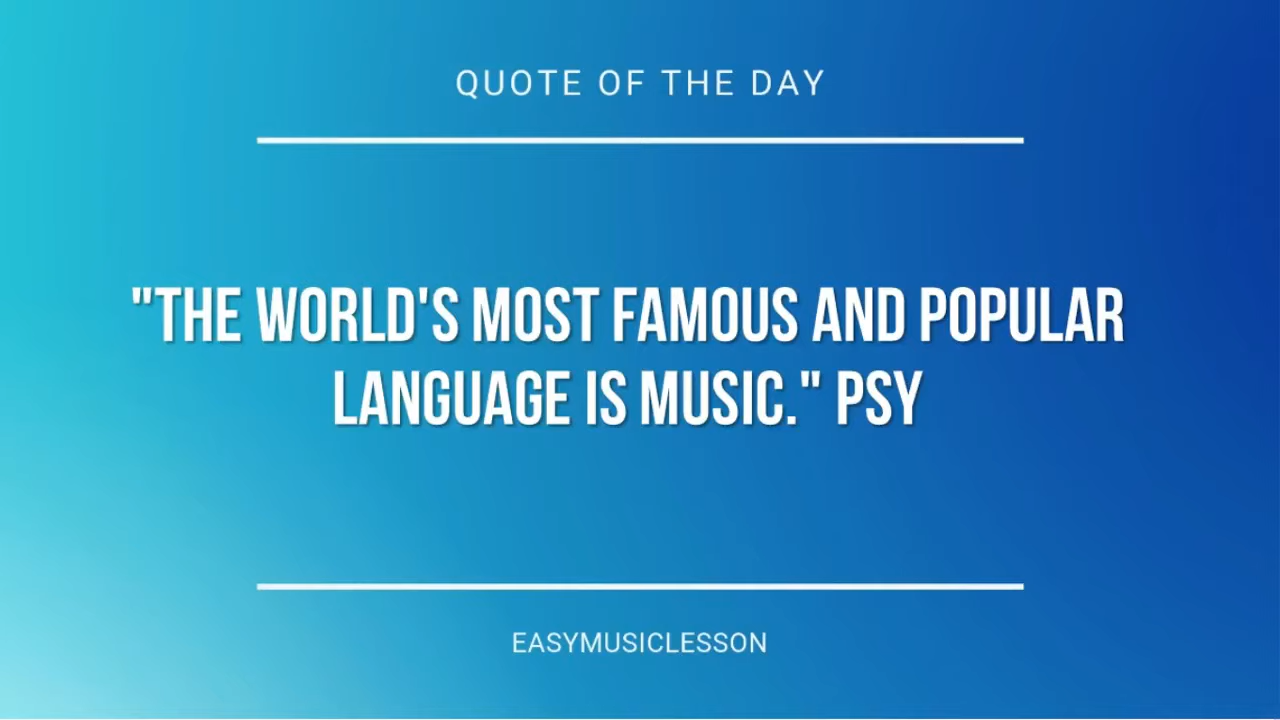 QUOTE OF THE DAY
"THE WORLD'S MOST FAMOUS AND POPULAR
LANGUAGE IS MUSIC." PSY
EASYMUSICLESSON